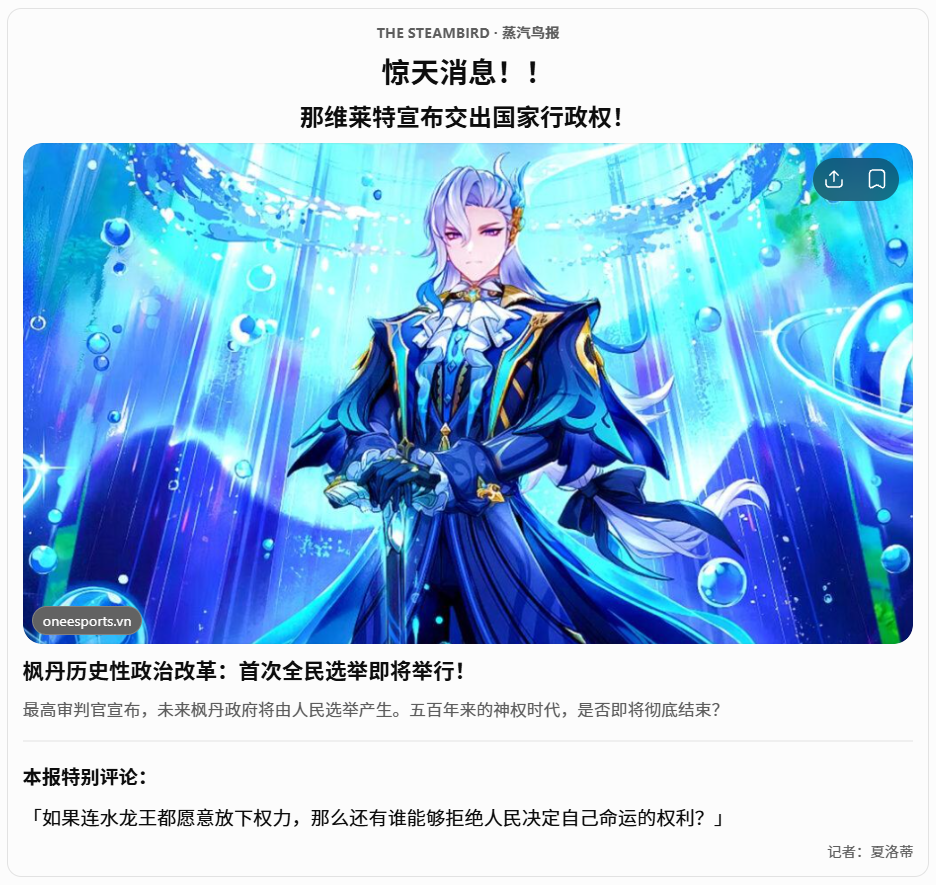 THE STEAMBIRD · 蒸汽鸟报
惊天消息！！
那维莱特宣布交出国家行政权！
oneesports.vn
枫丹历史性政治改革：首次全民选举即将举行！
最高审判官宣布，未来枫丹政府将由人民选举产生。五百年来的神权时代，是否即将彻底结束？
本报特别评论：
「如果连水龙王都愿意放下权力，那么还有谁能够拒绝人民决定自己命运的权利？」
记者：夏洛蒂